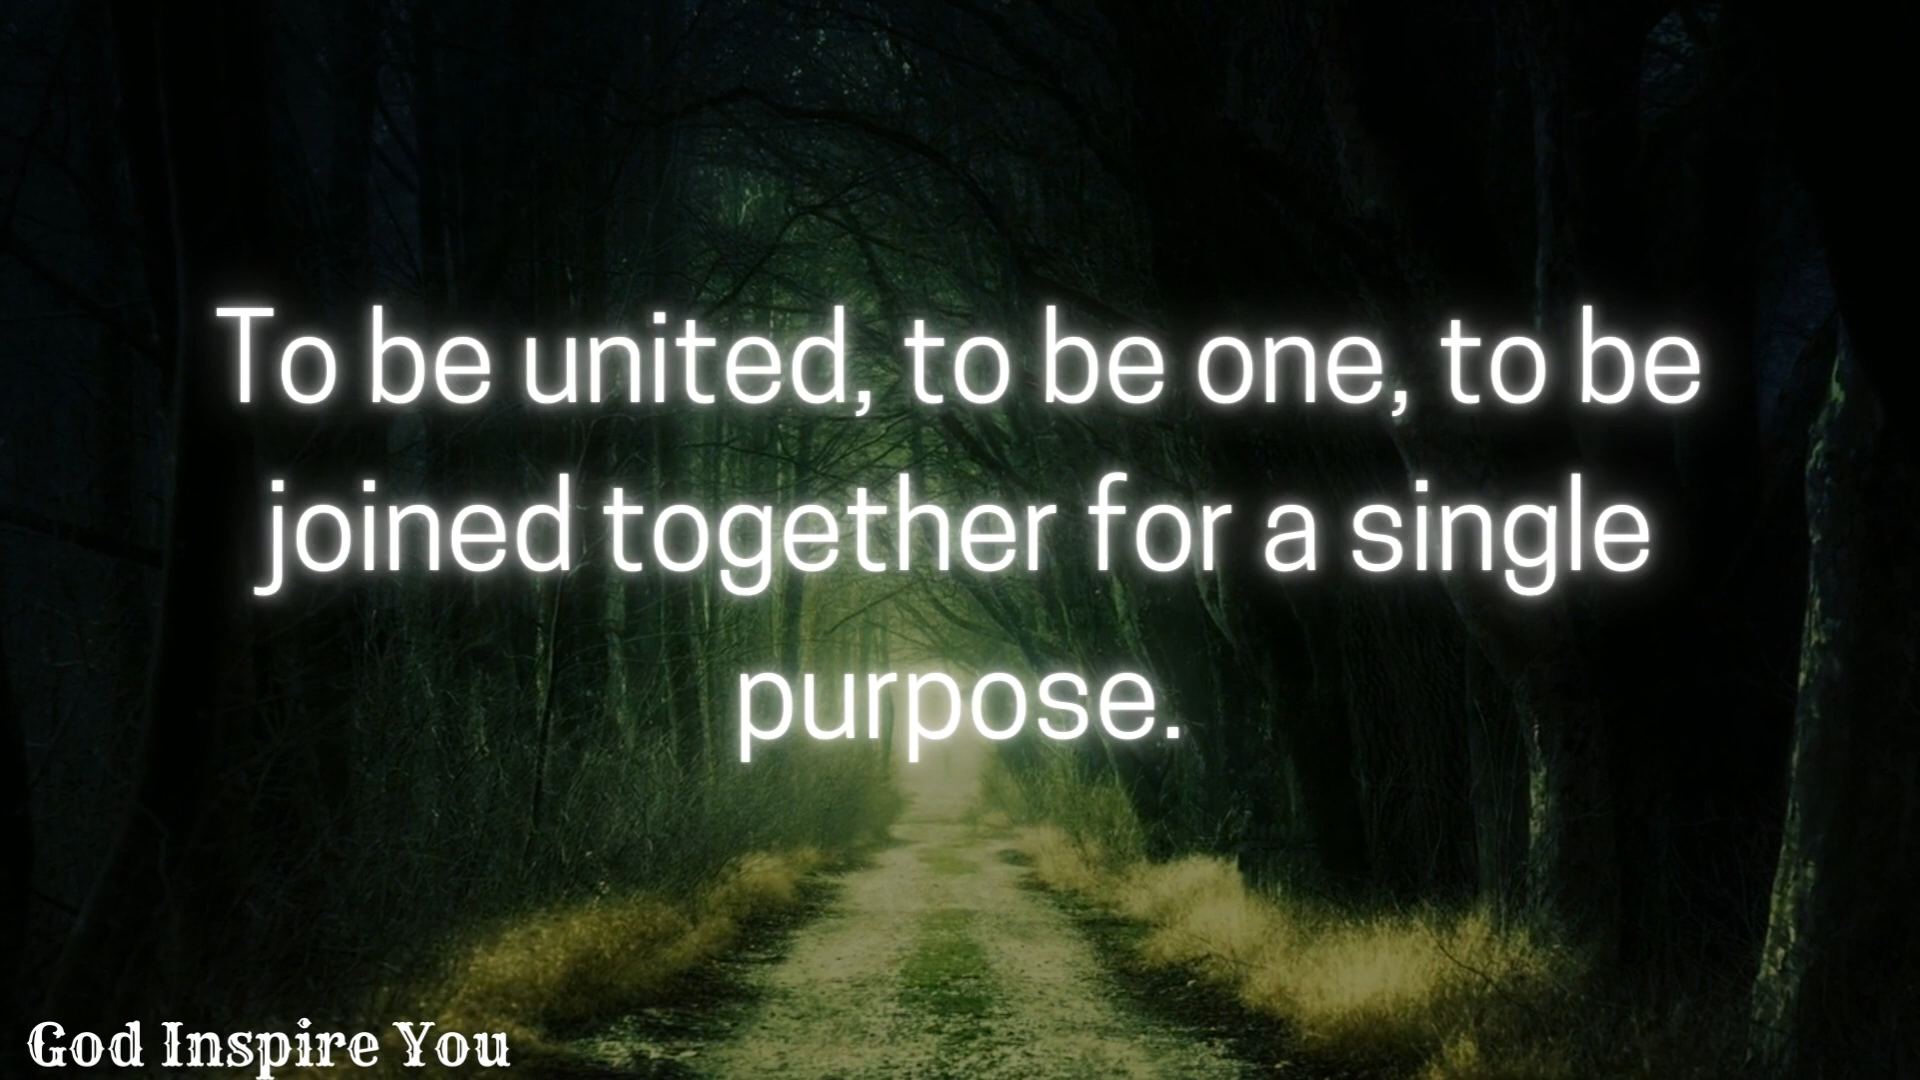 To be united, to be one, to be
joined together for a single
purpose.
God Inspire You